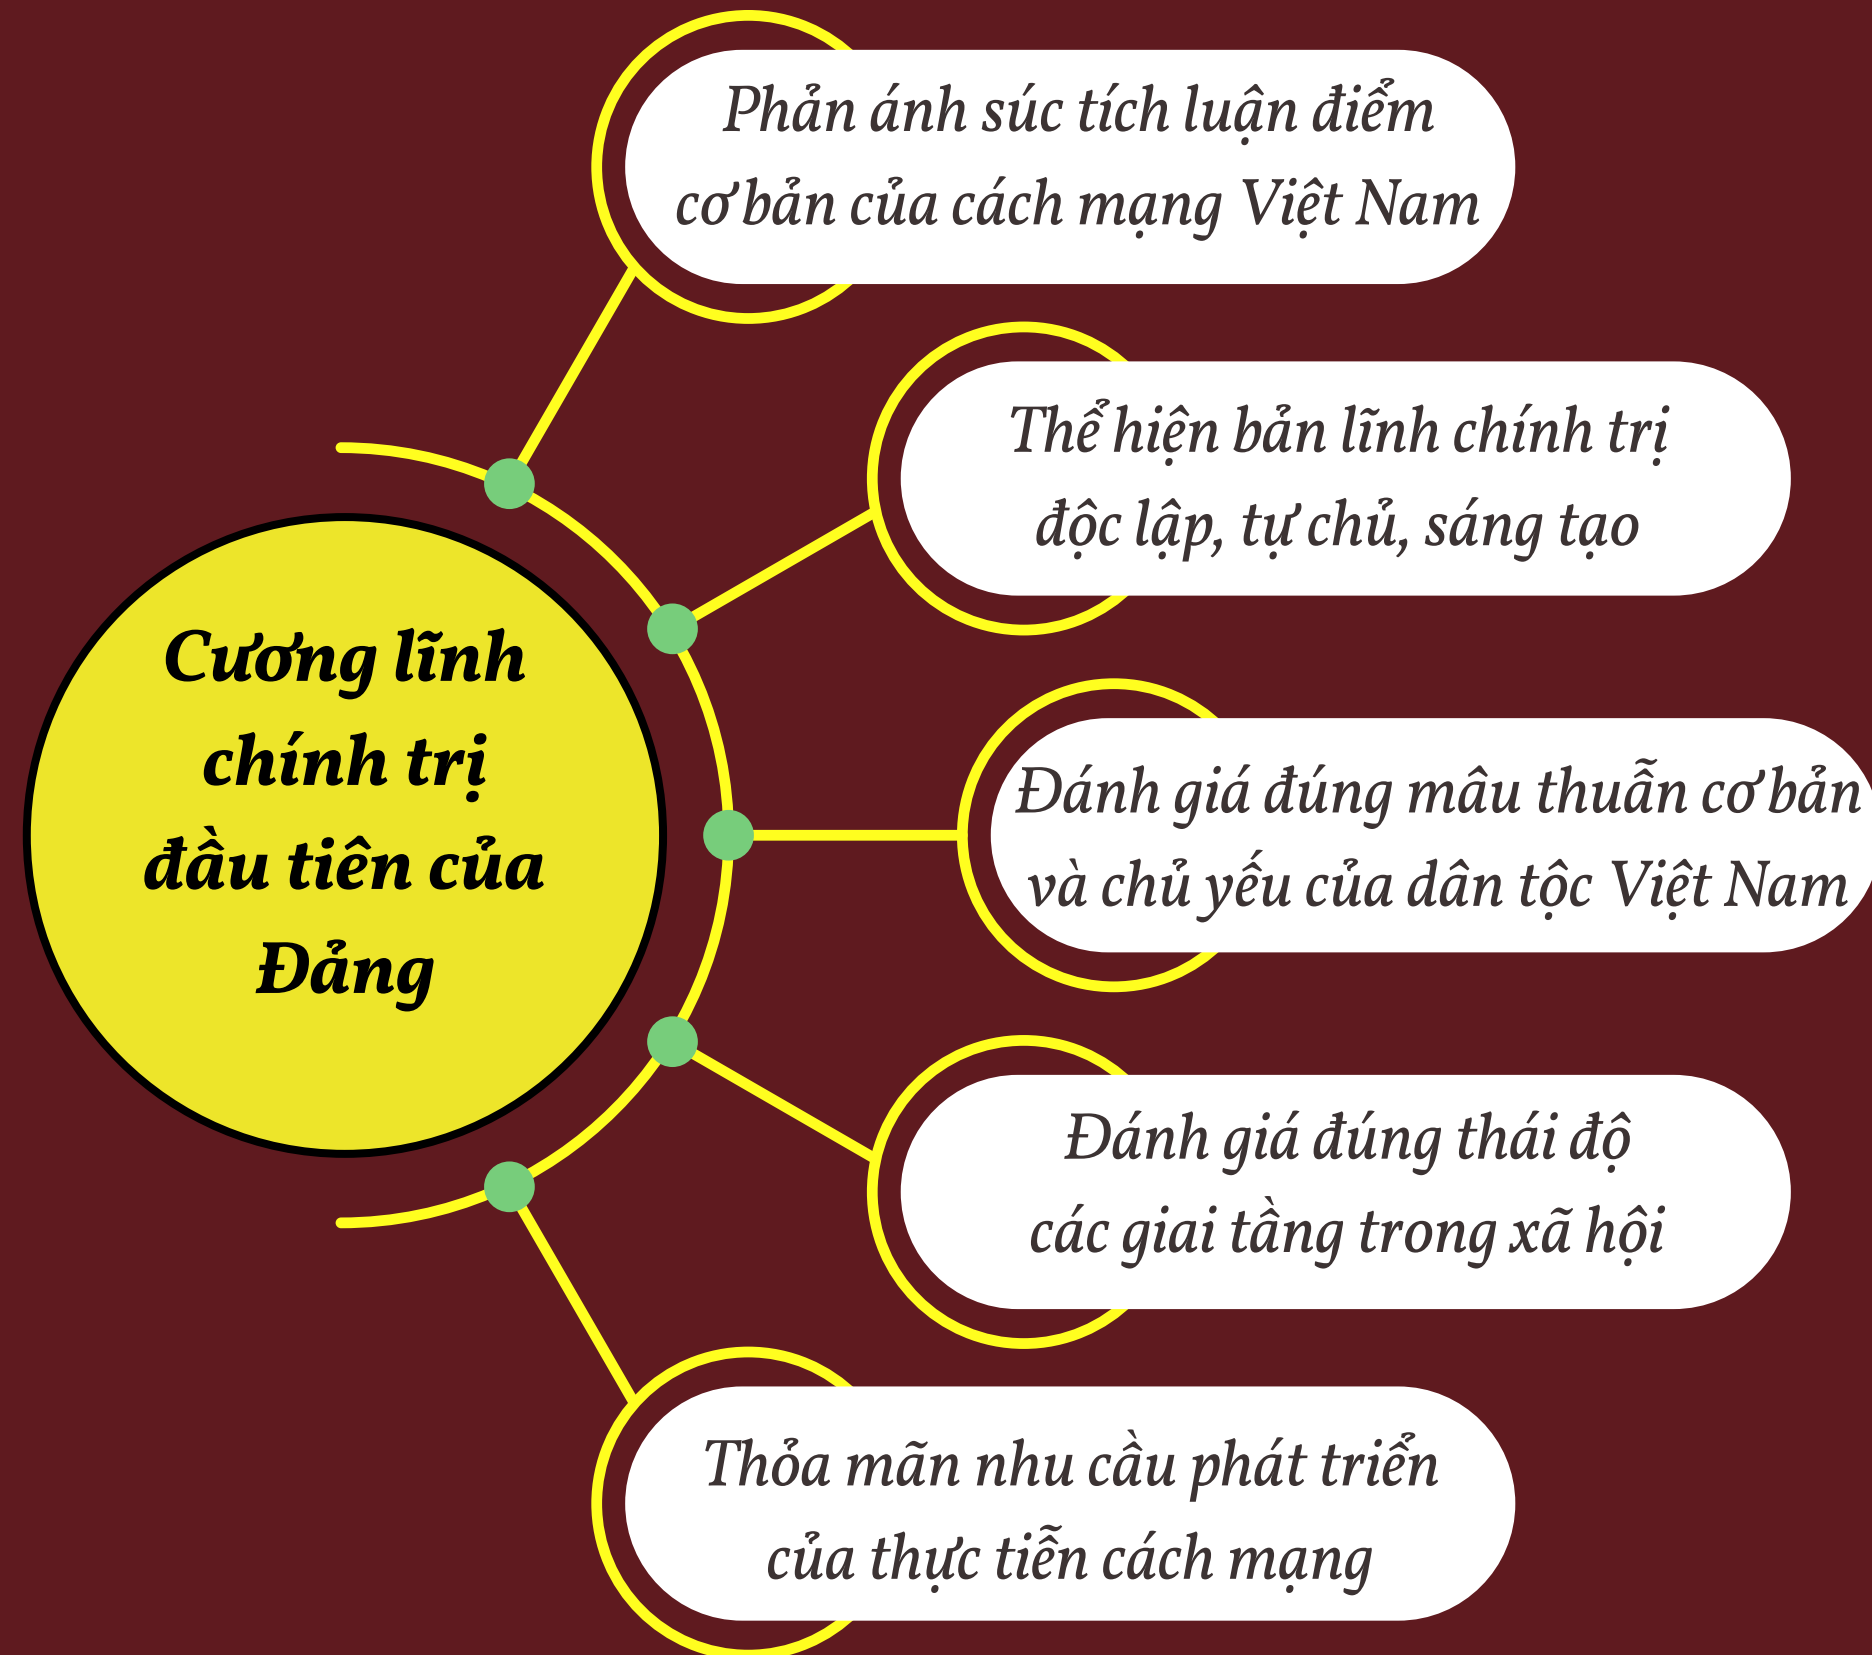 Cương lĩnh
chính trị
đầu tiên của
Đảng
Phản ánh súc tích luận điểm
cơ bản của cách mạng Việt Nam
Thể hiện bản lĩnh chính trị
độc lập, tự chủ, sáng tạo
Đánh giá đúng mâu thuẫn cơ bản
và chủ yếu của dân tộc Việt Nam
Đánh giá đúng thái độ
các giai tầng trong xã hội
Thỏa mãn nhu cầu phát triển
của thực tiễn cách mạng